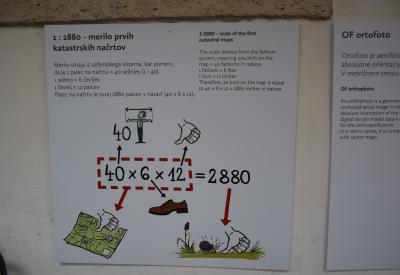 1 : 2880 - merilo prvih
katastrskih načrtov
Merilo izhaja iz seženjskega sistema, kar pomeni,
da je 1 palec na načrtu = 40 sežnjev (1 : 40).
1 seženj = 6 čevljev
1 čevelj = 12 palcev
Palec na načrtu je torej 2880 palcev v naravi (40 x 6 x 12).
1:2880 – scale of the first
cadastral maps
The scale derives from the fathom
system, meaning one inch on the
map = 40 fathoms in nature.
1 fathom = 6 feet
1 foot = 12 inches
Therefore, an inch on the map is equal
to 40 × 6 × 12 = 2880 inches in nature
40
40 × 6 × 12 = 2880
OF ortofoto
Ortofoto je aerofoto
absolutne orientacij
V metričnem smislu
OF orthophoto
An orthophoto is a geome
corrected aerial image in wh
absolute orientation of the
digital terrain model data is
for the orthorectification.
In a metric sense, it is comp
with vector maps.